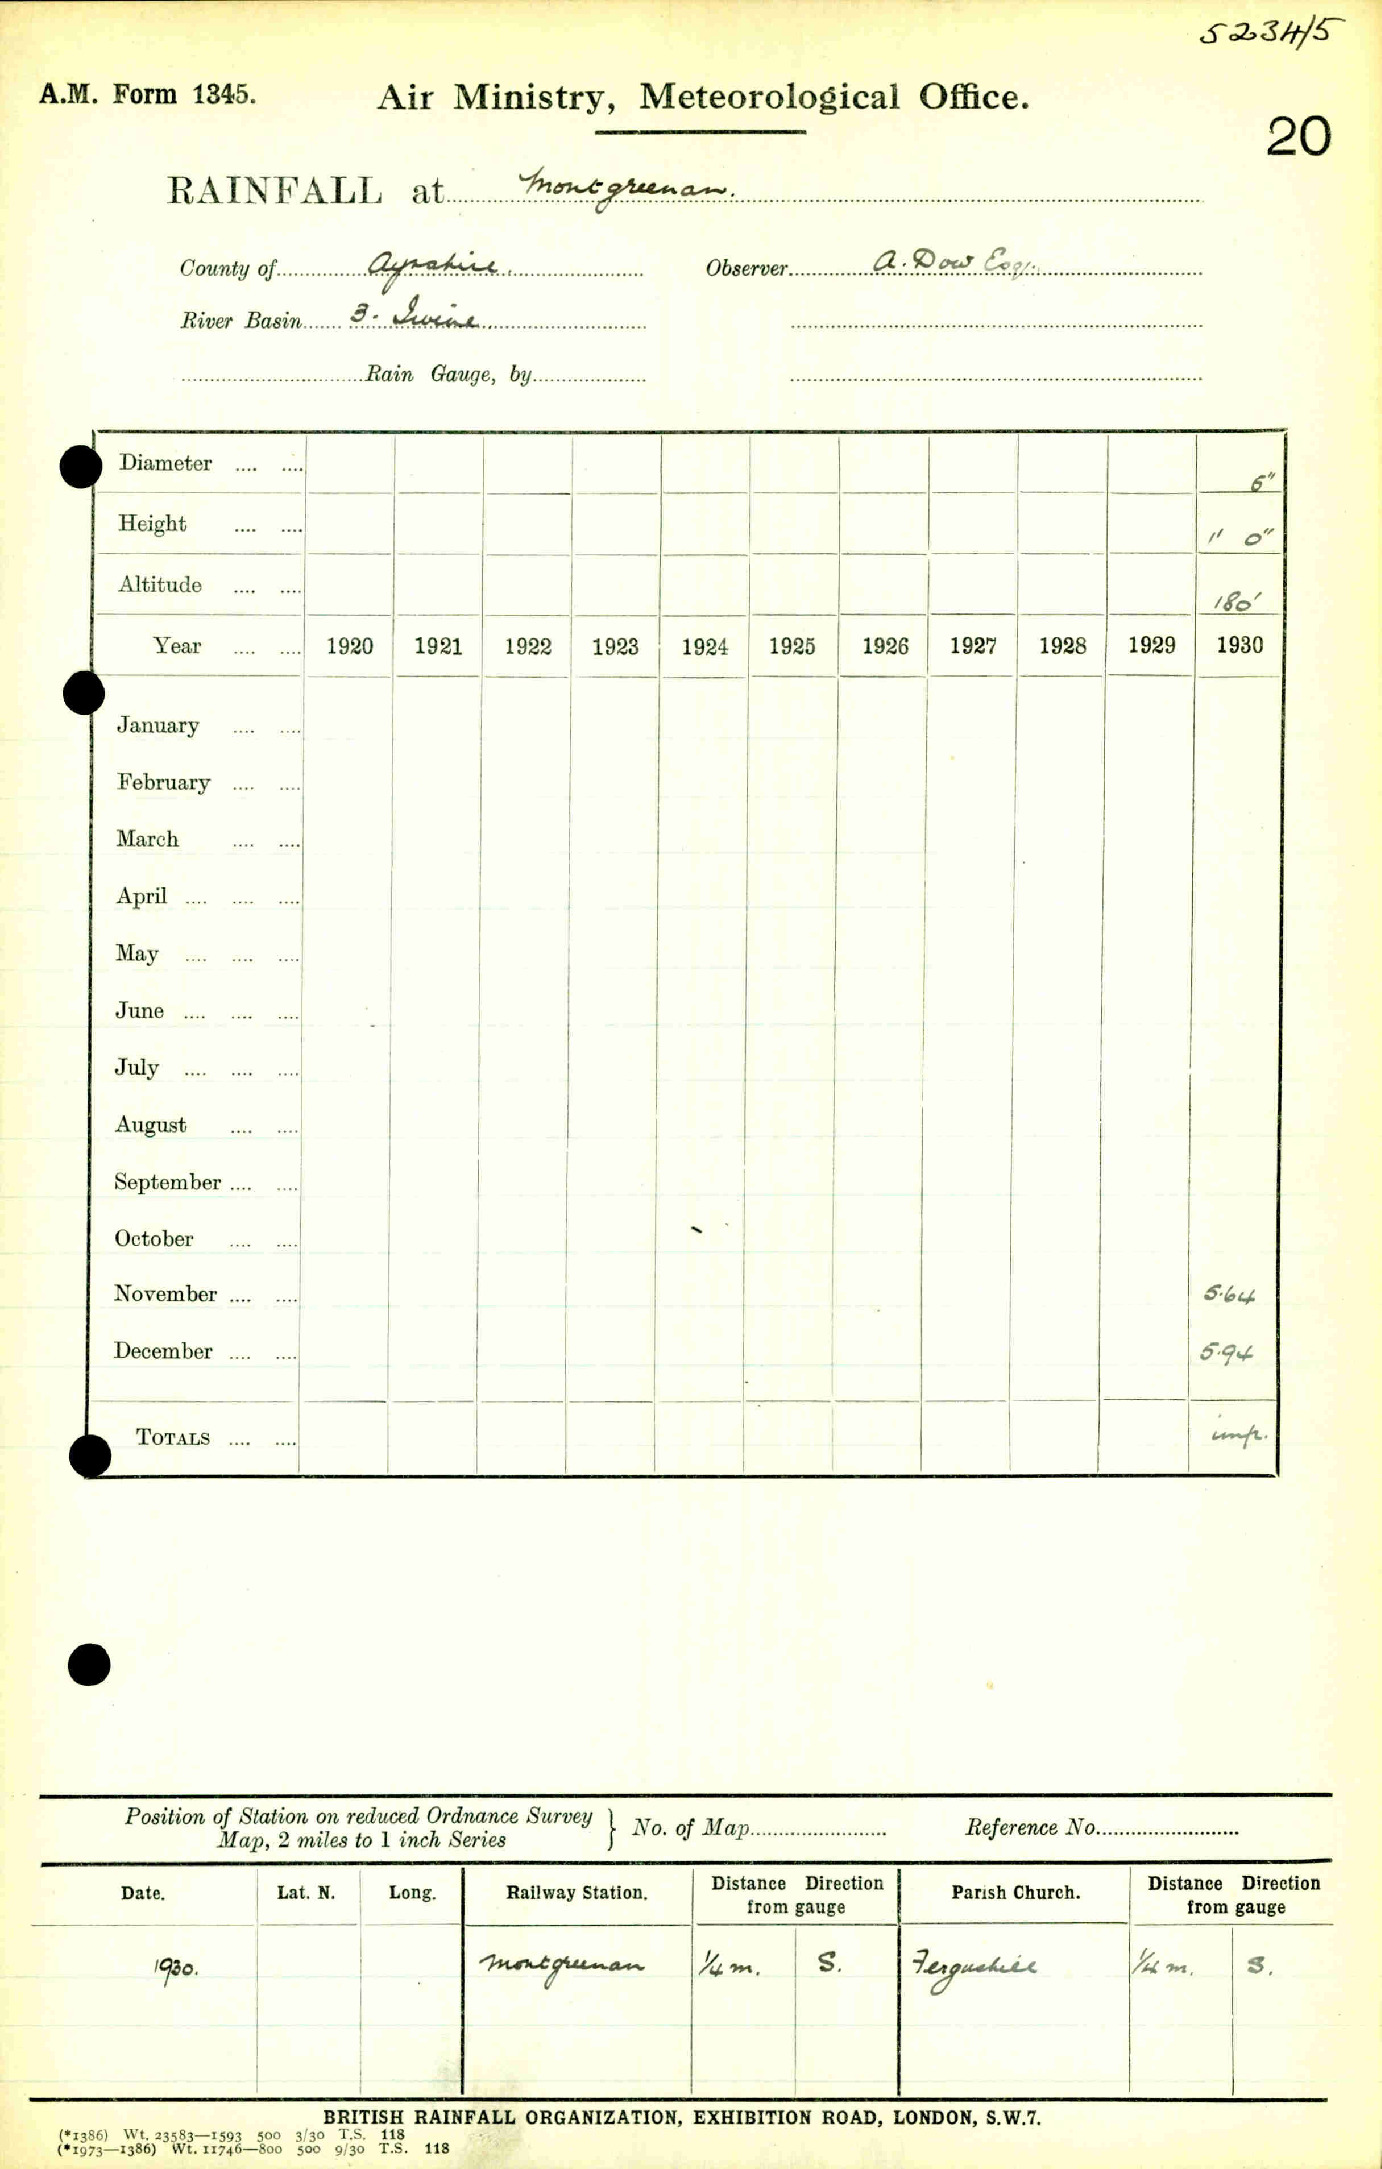 5234/5
A.M. Form 1345.
Air Ministry, Meteorological Office.
20
RAINFALL at Montgreenan.
County of Ayrshire.
Observer A. Dow Esq.
River Basin 3. Irvine
Rain Gauge, by
Diameter 5"
Height 1' 0"
Altitude 180'
Year 1920 1921 1922 1923 1924 1925 1926 1927 1928 1929 1930
January
February
March
April
May
June
July
August
September
October
November 5.64
December 5.94
TOTALS imp.
Position of Station on reduced Ordnance Survey
Map, 2 miles to 1 inch Series
No. of Map
Reference No.
Date. Lat. N. Long. Railway Station. Distance from gauge Direction Parish Church. Distance from gauge Direction
1930. Montgreenan 1/4 m. S. Fergushill 1/4 m. S.
BRITISH RAINFALL ORGANIZATION, EXHIBITION ROAD, LONDON, S.W.7.
(*1386) Wt. 23583—1593 500 3/30 T.S. 118
(*1973—1386) Wt. 11746—800 500 9/30 T.S. 118